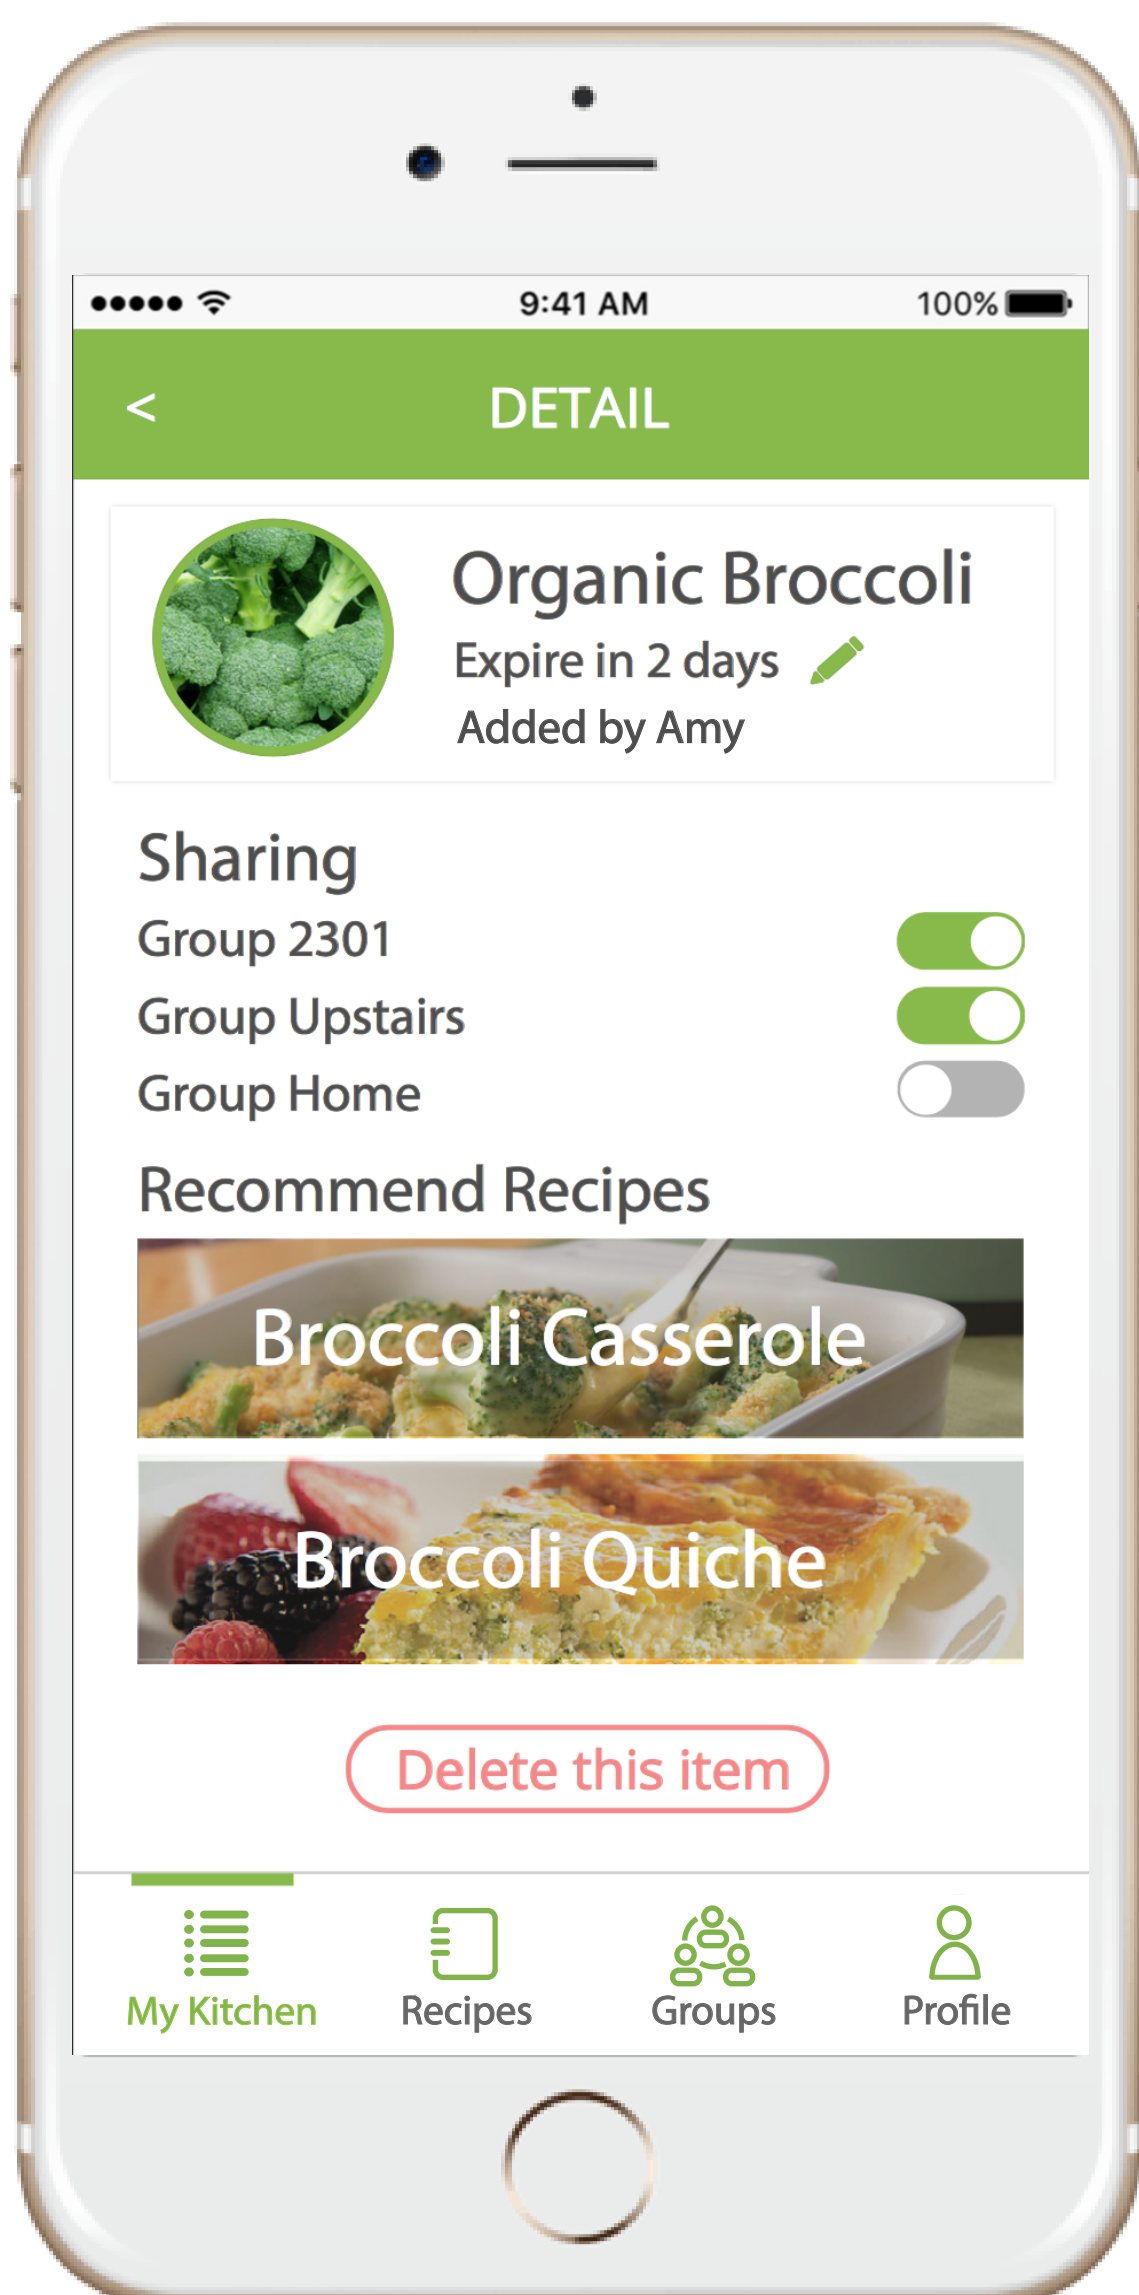 9:41 AM 100%
< DETAIL
Organic Broccoli
Expire in 2 days
Added by Amy
Sharing
Group 2301
Group Upstairs
Group Home
Recommend Recipes
Broccoli Casserole
Broccoli Quiche
Delete this item
My Kitchen Recipes Groups Profile